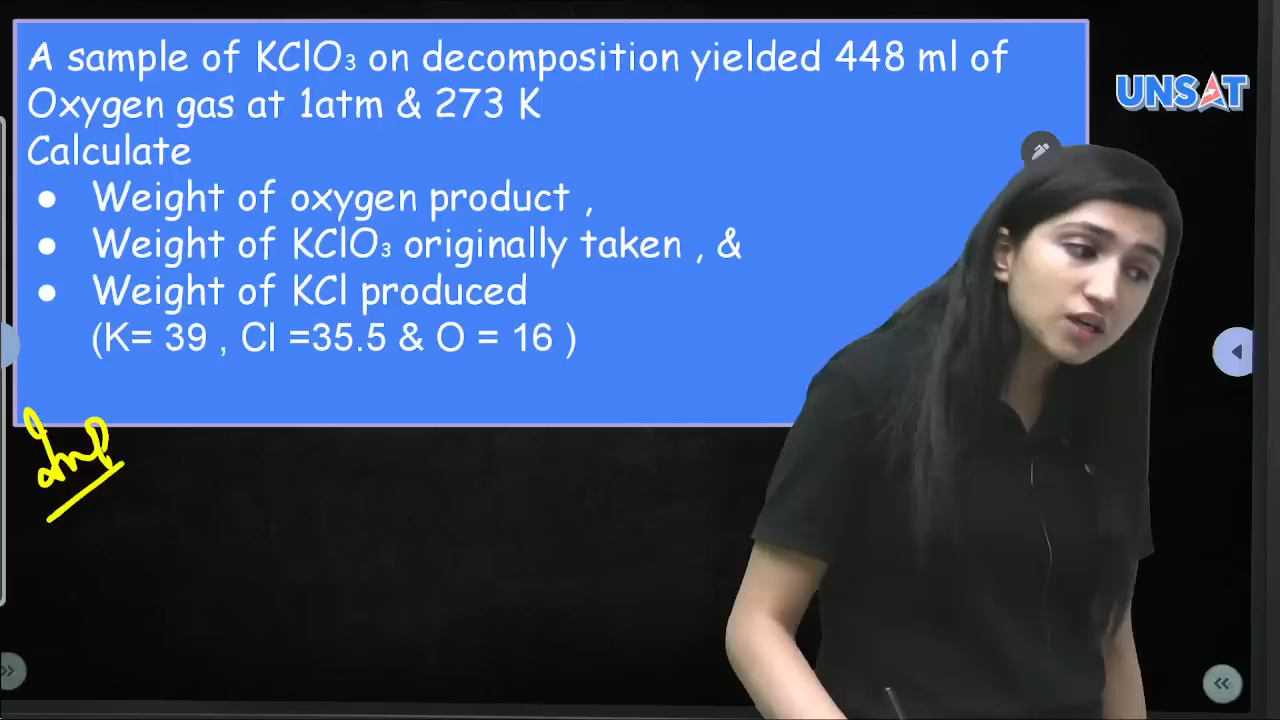 A sample of KClO₃ on decomposition yielded 448 ml of
Oxygen gas at 1atm & 273 K
Calculate
● Weight of oxygen product ,
● Weight of KClO₃ originally taken , &
● Weight of KCl produced
(K= 39 , Cl =35.5 & O = 16 )
UNSAT
Imp